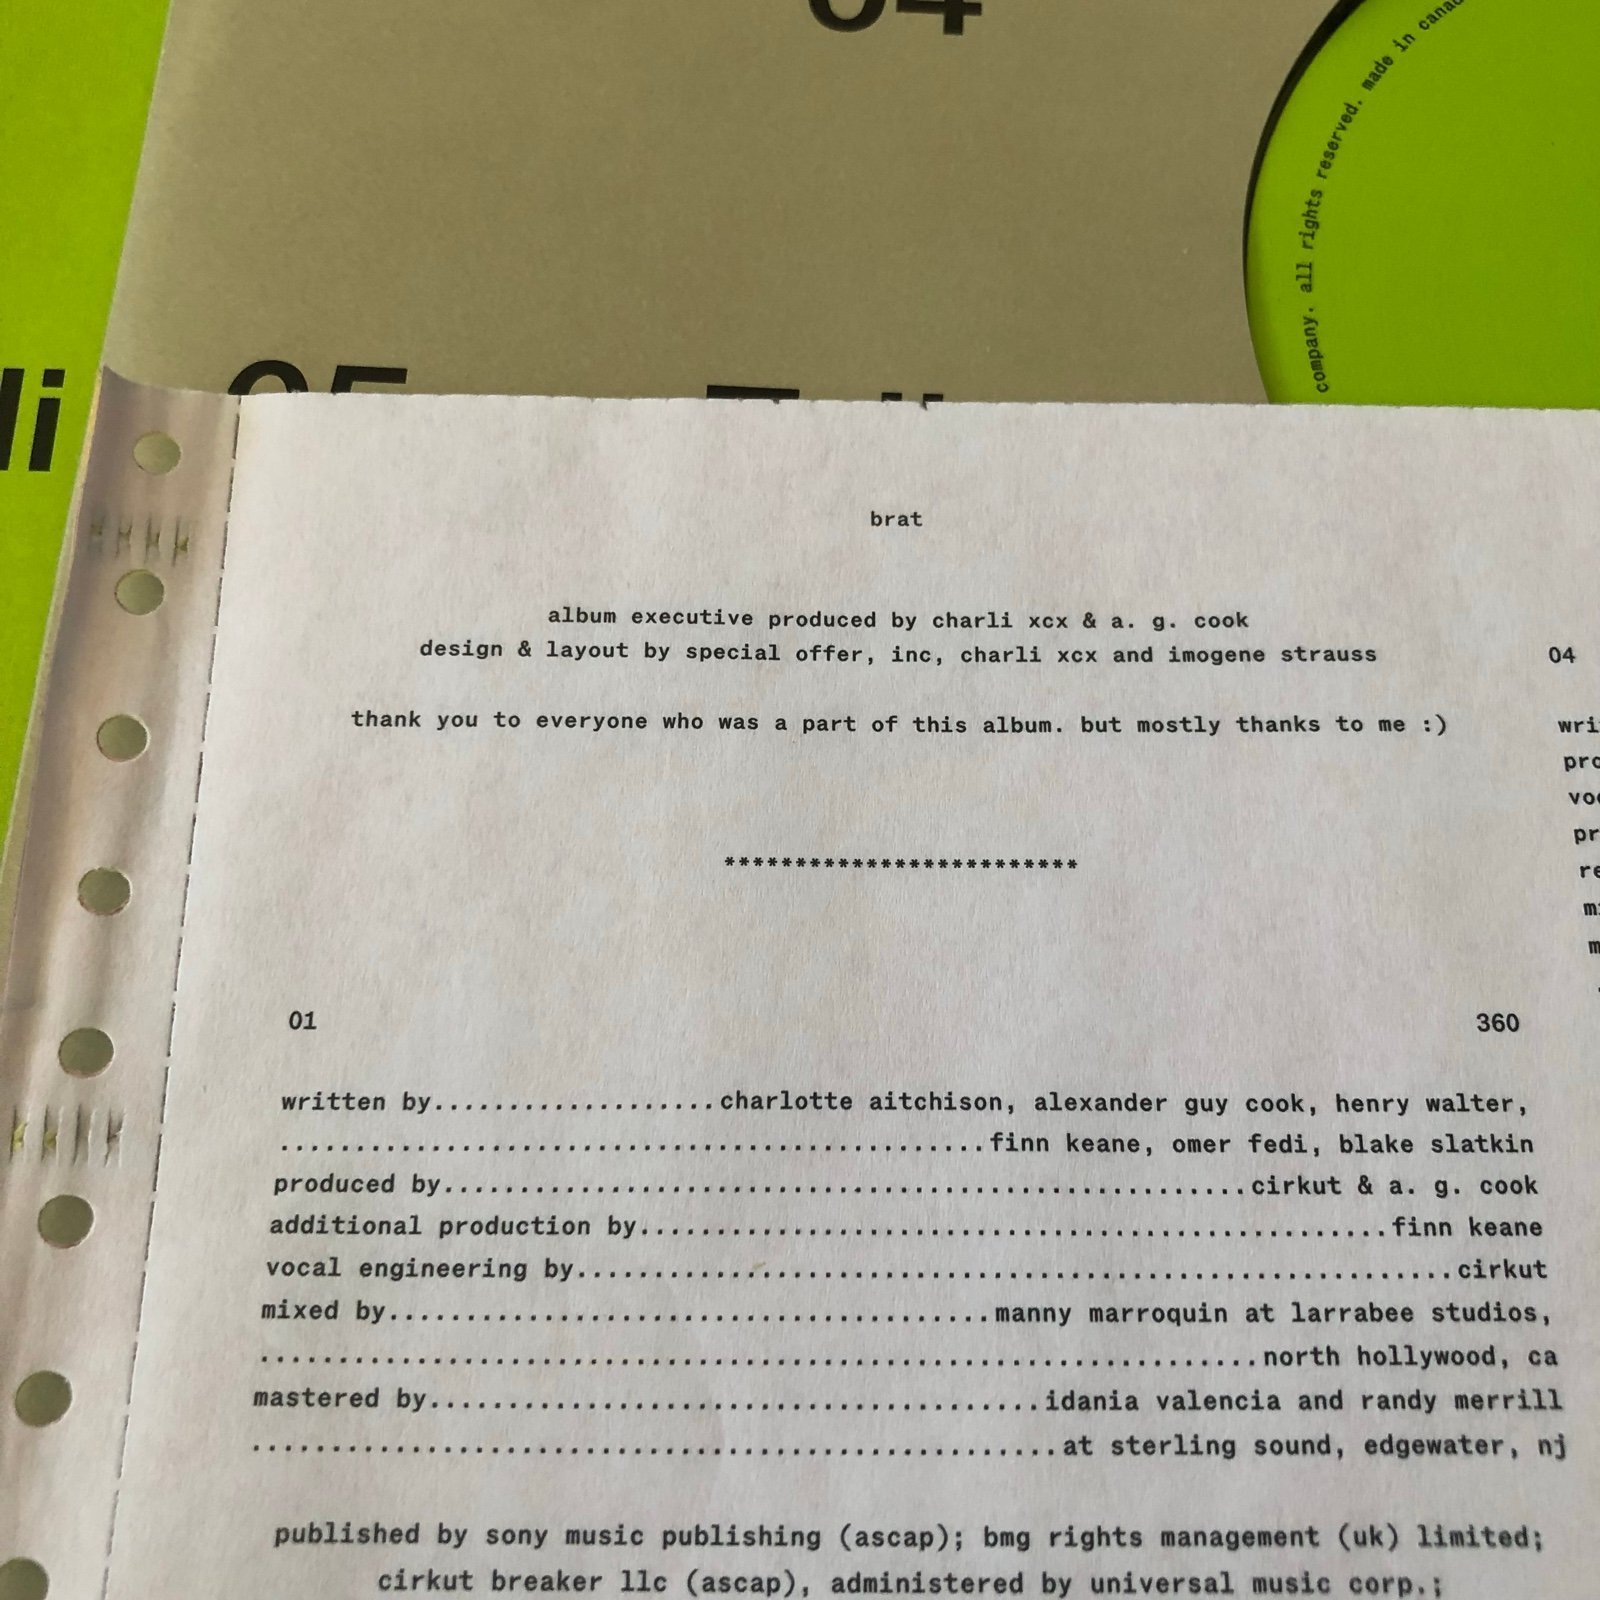 04
company. all rights reserved. made in
li
05
brat
album executive produced by charli xcx & a. g. cook
design & layout by special offer, inc, charli xcx and imogene strauss
04
thank you to everyone who was a part of this album. but mostly thanks to me :)
*************************
01 360
written by...................charlotte aitchison, alexander guy cook, henry walter,
...............................................finn keane, omer fedi, blake slatkin
produced by......................................................cirkut & a. g. cook
additional production by..................................................finn keane
vocal engineering by...........................................................cirkut
mixed by........................................manny marroquin at larrabee studios,
...................................................................north hollywood, ca
mastered by.........................................idania valencia and randy merrill
......................................................at sterling sound, edgewater, nj
published by sony music publishing (ascap); bmg rights management (uk) limited;
cirkut breaker llc (ascap), administered by universal music corp.;